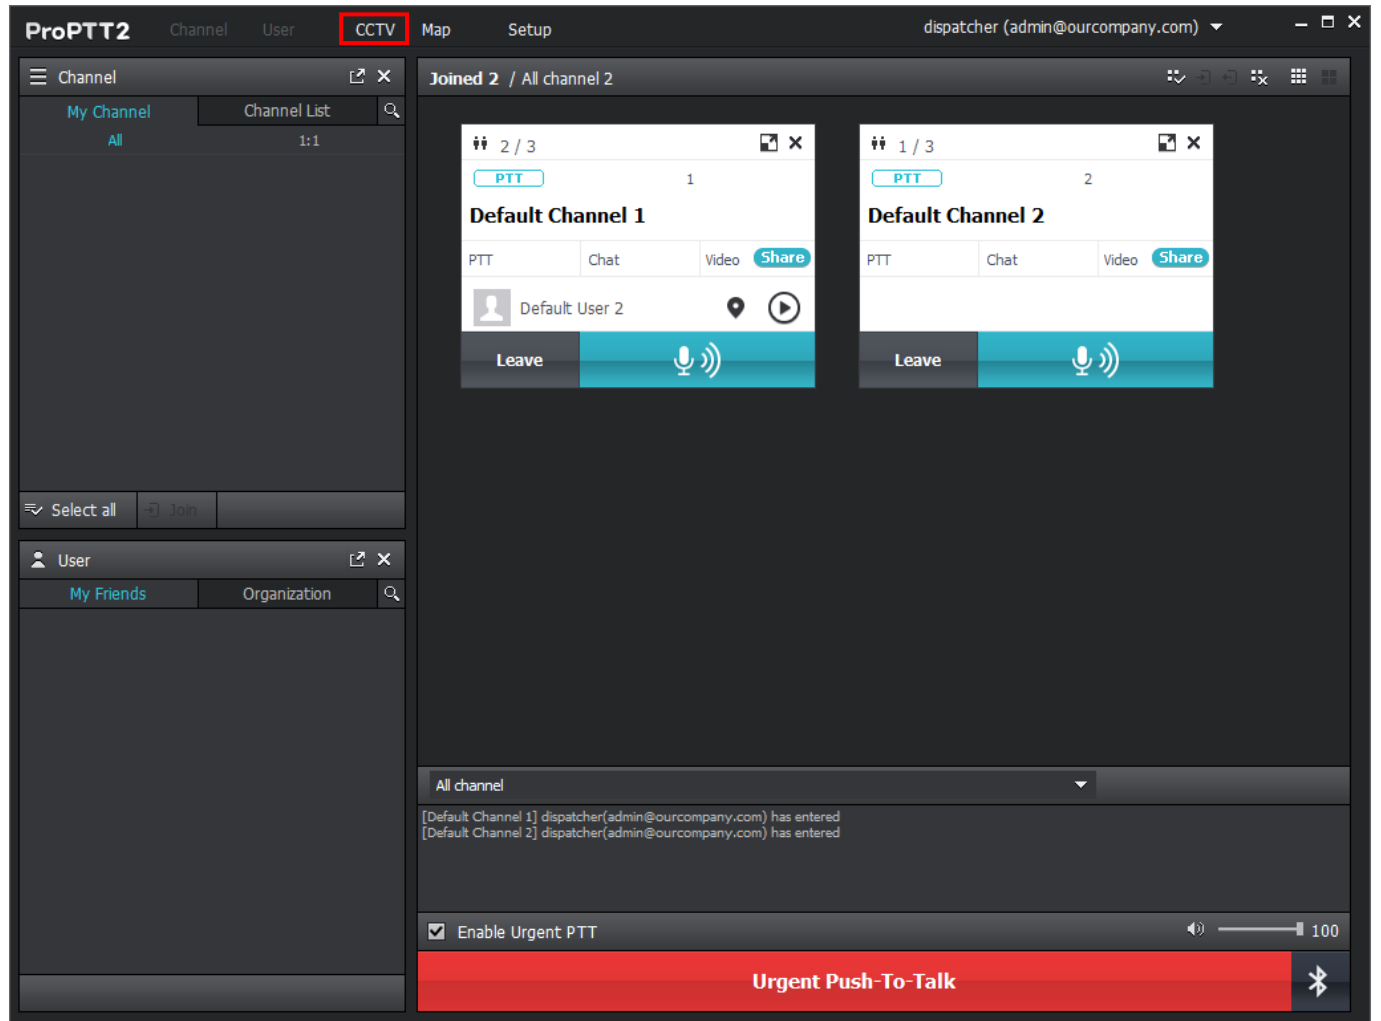 ProPTT2 Channel User CCTV Map Setup dispatcher (admin@ourcompany.com)
Channel
My Channel Channel List
All 1:1
Select all Join
User
My Friends Organization
Joined 2 / All channel 2
2 / 3
PTT 1
Default Channel 1
PTT Chat Video Share
Default User 2
Leave
1 / 3
PTT 2
Default Channel 2
PTT Chat Video Share
Leave
All channel
[Default Channel 1] dispatcher(admin@ourcompany.com) has entered
[Default Channel 2] dispatcher(admin@ourcompany.com) has entered
Enable Urgent PTT 100
Urgent Push-To-Talk